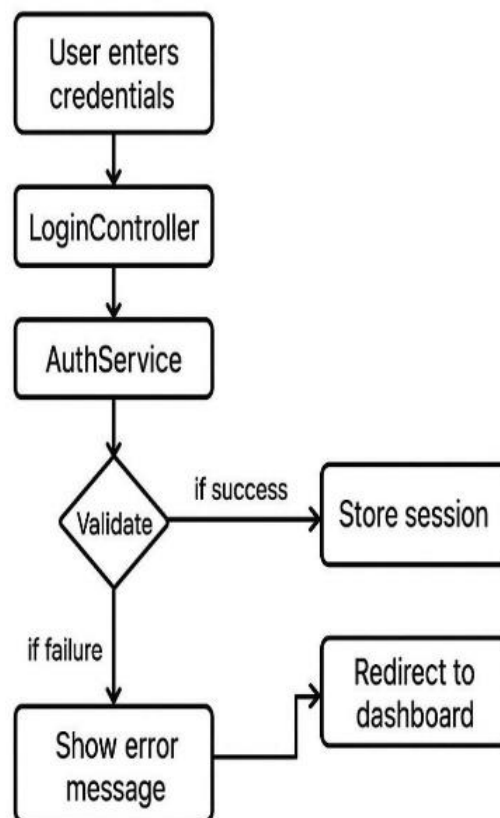 User enters
credentials
LoginController
AuthService
Validate
if success
Store session
if failure
Show error
message
Redirect to
dashboard